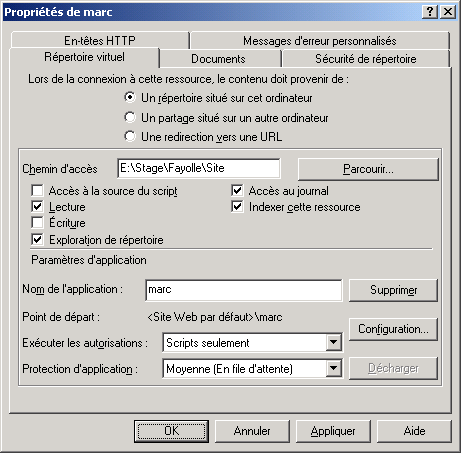 Propriétés de marc
En-têtes HTTP
Messages d'erreur personnalisés
Répertoire virtuel
Documents
Sécurité de répertoire
Lors de la connexion à cette ressource, le contenu doit provenir de :
Un répertoire situé sur cet ordinateur
Un partage situé sur un autre ordinateur
Une redirection vers une URL
Chemin d'accès
E:\Stage\Fayolle\Site
Parcourir...
Accès à la source du script
Accès au journal
Lecture
Indexer cette ressource
Écriture
Exploration de répertoire
Paramètres d'application
Nom de l'application :
marc
Supprimer
Point de départ :
<Site Web par défaut>\marc
Configuration...
Exécuter les autorisations :
Scripts seulement
Protection d'application :
Moyenne (En file d'attente)
Décharger
OK
Annuler
Appliquer
Aide